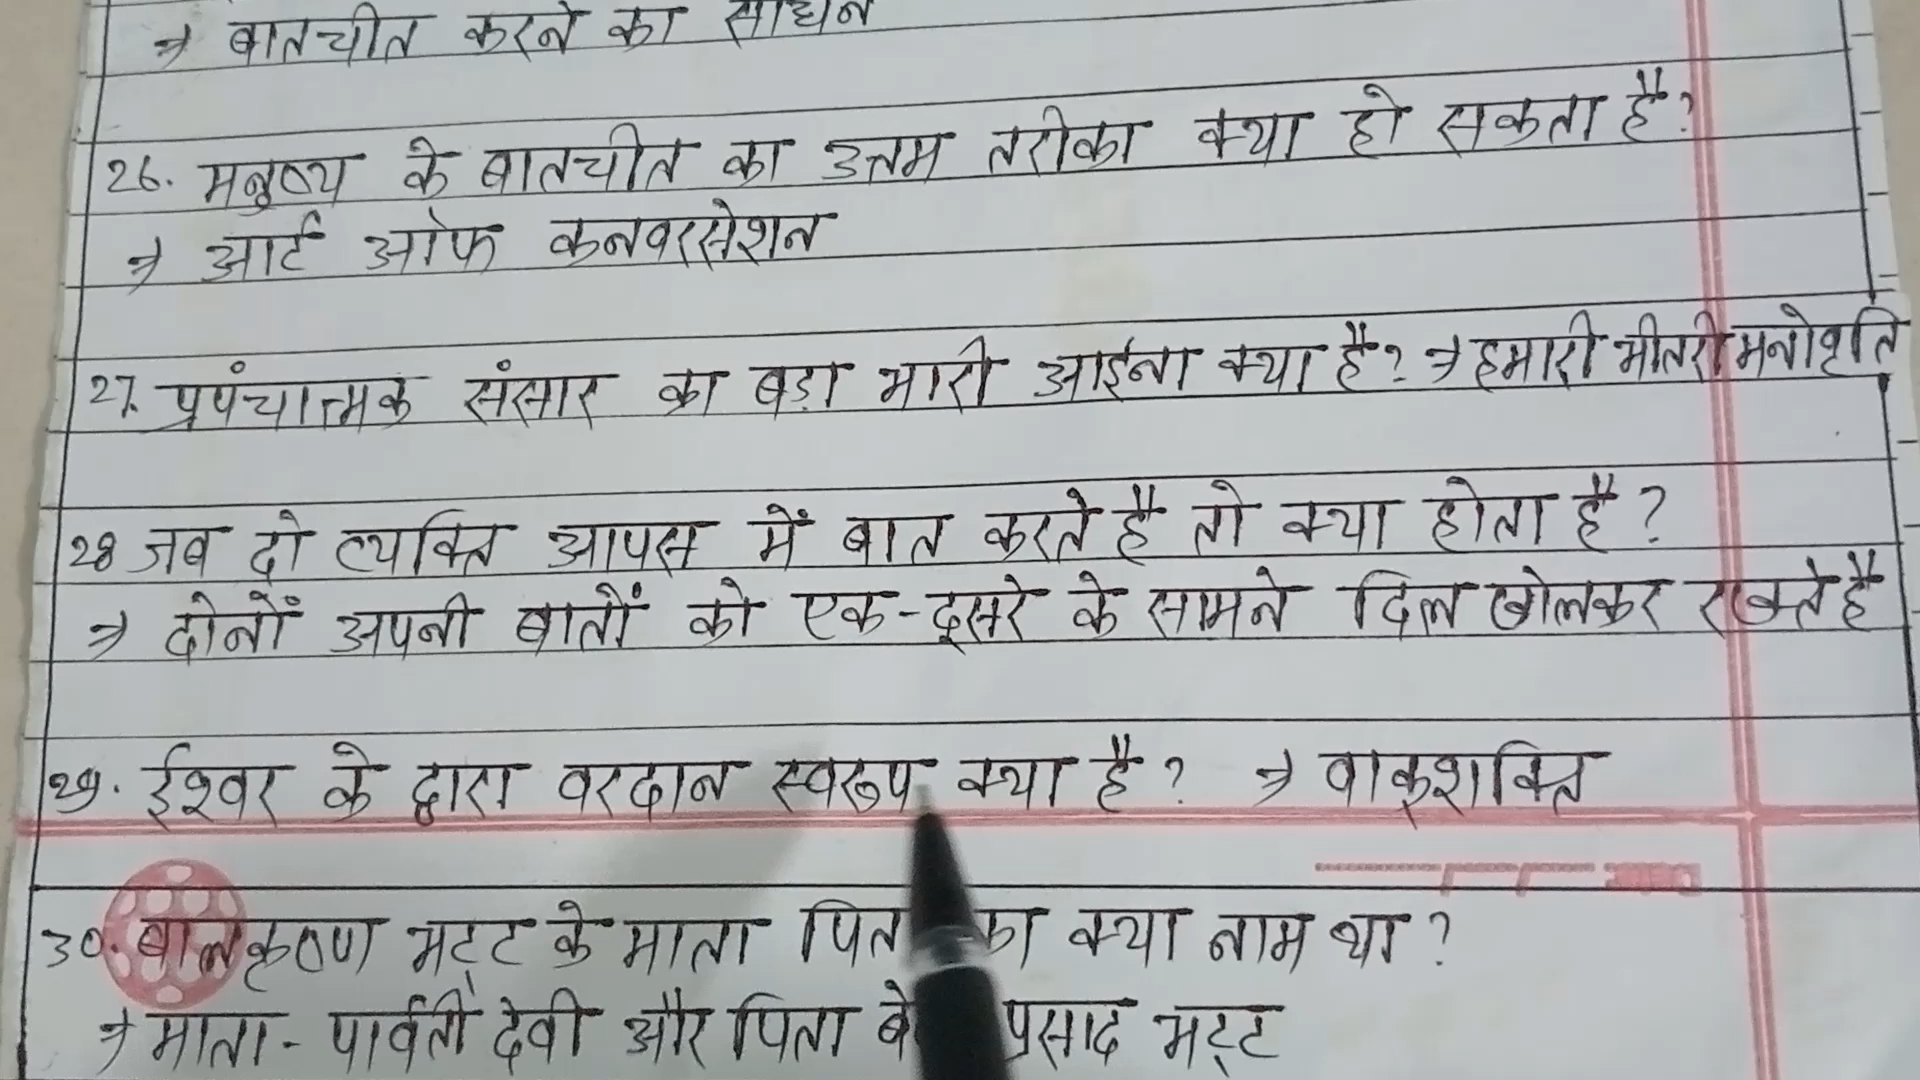 → बातचीत करने का साधन
26. मनुष्य के बातचीत का उत्तम तरीका क्या हो सकता है?
→ आर्ट ऑफ कनवरसेशन
27. प्रपंचात्मक संसार का बड़ा भारी आईना क्या है? → हमारी भीतरी मनोवृति
28 जब दो व्यक्ति आपस में बात करते है तो क्या होता है?
→ दोनों अपनी बातों को एक-दूसरे के सामने दिल खोलकर रखते है
29. ईश्वर के द्वारा वरदान स्वरूप क्या है? → वाक्शक्ति
30. बालकृष्ण भट्ट के माता का क्या नाम था?
→ माता - पार्वती देवी और पिता प्रसाद भट्ट